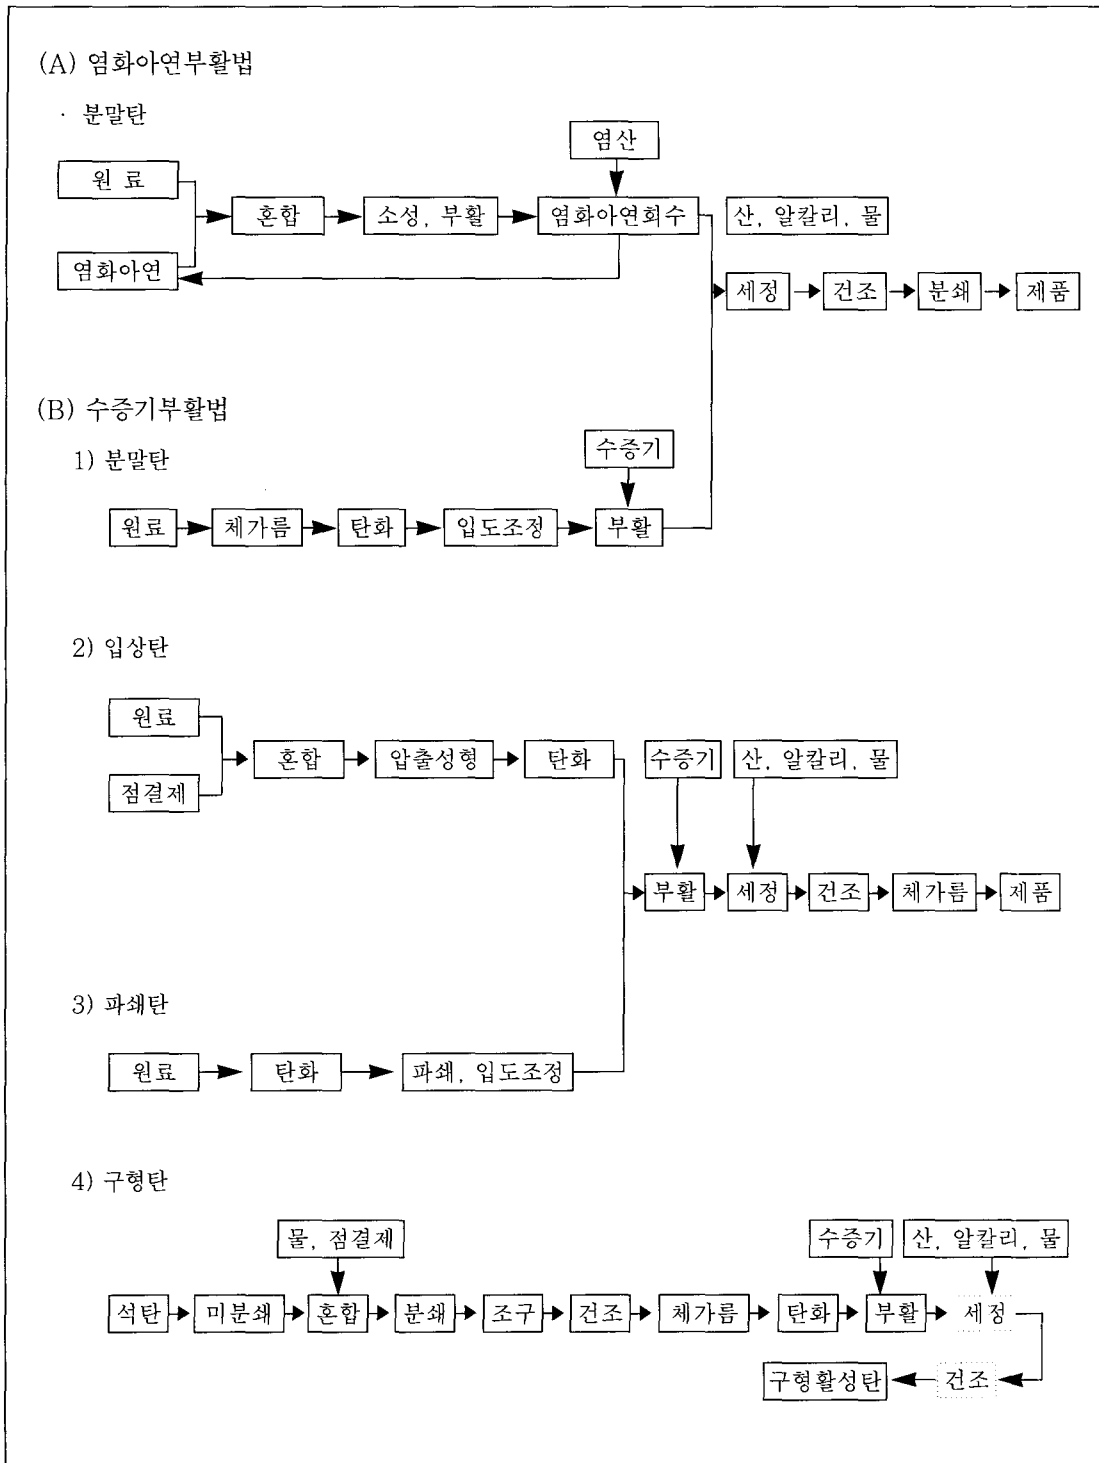 (A) 염화아연부활법
· 분말탄
염산
원 료
혼합
소성, 부활
염화아연회수
산, 알칼리, 물
염화아연
세정
건조
분쇄
제품
(B) 수증기부활법
1) 분말탄
수증기
원료
체가름
탄화
입도조정
부활
2) 입상탄
원료
혼합
압출성형
탄화
수증기
산, 알칼리, 물
점결제
부활
세정
건조
체가름
제품
3) 파쇄탄
원료
탄화
파쇄, 입도조정
4) 구형탄
물, 점결제
수증기
산, 알칼리, 물
석탄
미분쇄
혼합
분쇄
조구
건조
체가름
탄화
부활
세정
구형활성탄
건조